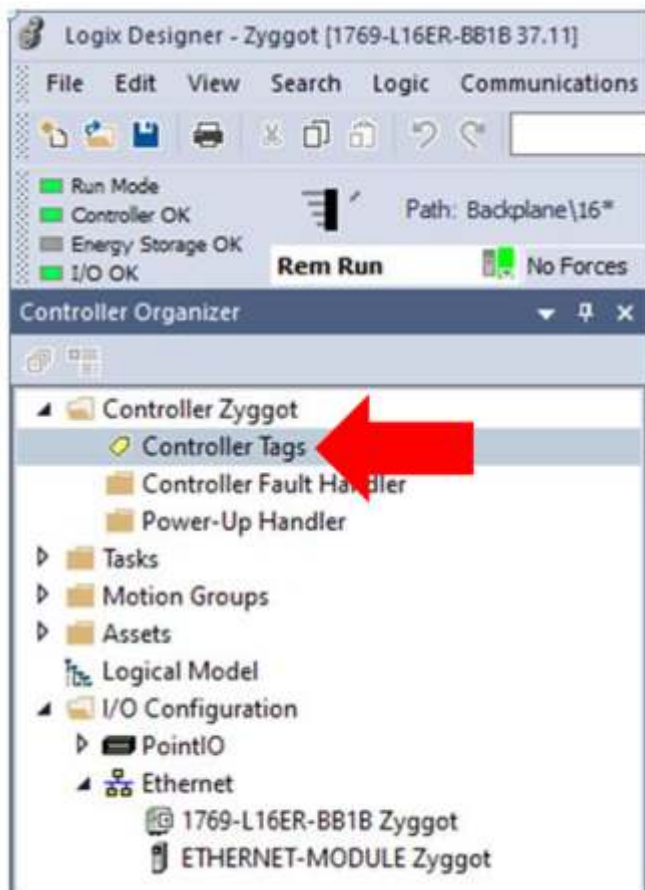 Logix Designer - Zyggot [1769-L16ER-BB1B 37.11]
File Edit View Search Logic Communications
Run Mode
Controller OK
Path: Backplane\16*
Energy Storage OK
I/O OK
Rem Run
No Forces
Controller Organizer
Controller Zyggot
Controller Tags
Controller Fault Handler
Power-Up Handler
Tasks
Motion Groups
Assets
Logical Model
I/O Configuration
PointIO
Ethernet
1769-L16ER-BB1B Zyggot
ETHERNET-MODULE Zyggot